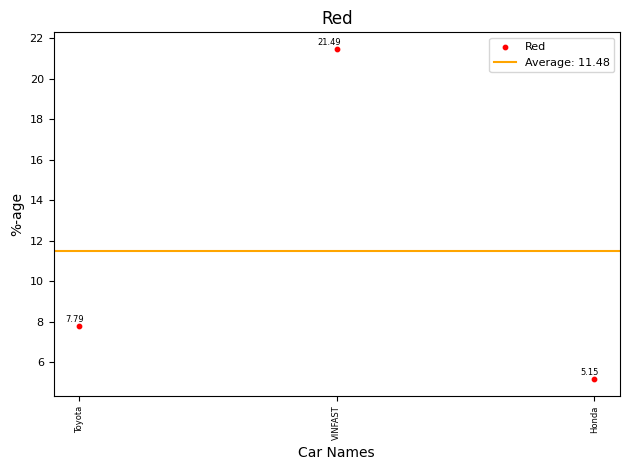 Red
22
20
18
16
14
12
10
8
6
%-age
21.49
7.79
5.15
Red
Average: 11.48
Toyota
VINFAST
Honda
Car Names